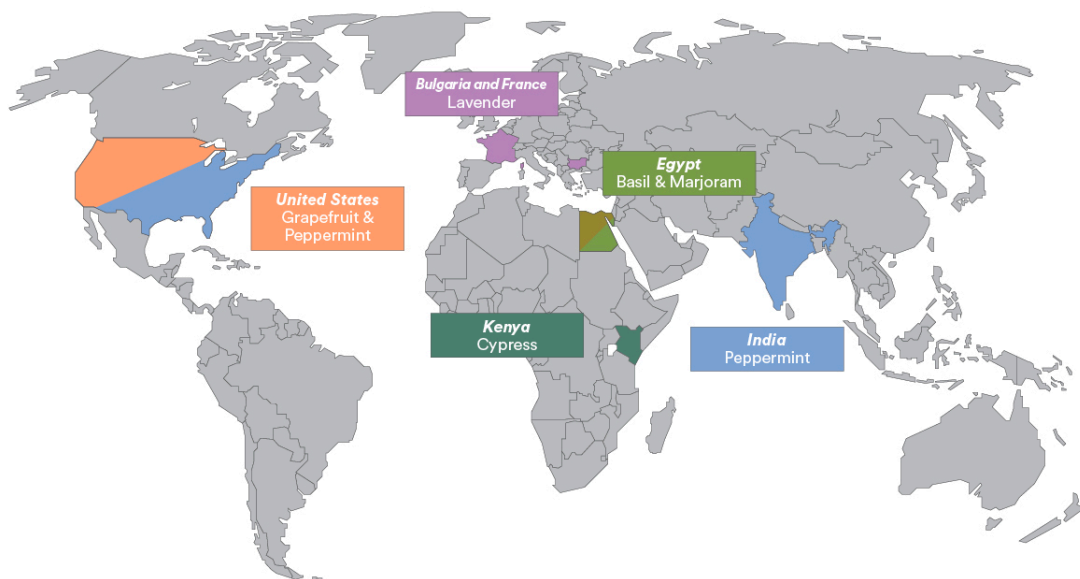 Bulgaria and France
Lavender
Egypt
Basil & Marjoram
United States
Grapefruit &
Peppermint
Kenya
Cypress
India
Peppermint